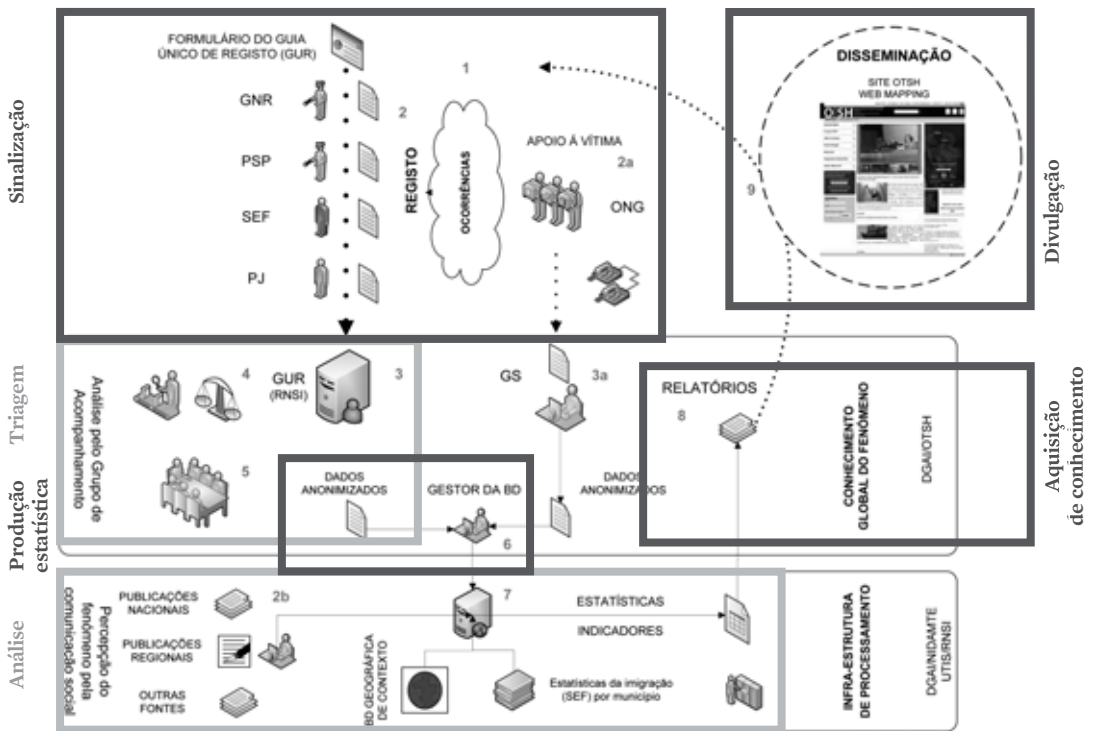 Sinalização
FORMULÁRIO DO GUIA
ÚNICO DE REGISTO (GUR)
GNR
PSP
SEF
PJ
1
2
REGISTO
OCORRÊNCIAS
APOIO À VÍTIMA
2a
ONG
DISSEMINAÇÃO
SITE OTSH
WEB MAPPING
9
Divulgação
Triagem
Análise pelo Grupo de
Acompanhamento
4
GUR
(RNSI)
3
5
GS
3a
RELATÓRIOS
8
CONHECIMENTO
GLOBAL DO FENÓMENO
DGAI/OTSH
Aquisição
de conhecimento
Produção
estatística
DADOS
ANONIMIZADOS
GESTOR DA BD
6
DADOS
ANONIMIZADOS
Análise
Percepção do
fenómeno pela
comunicação social
PUBLICAÇÕES
NACIONAIS
2b
PUBLICAÇÕES
REGIONAIS
OUTRAS
FONTES
7
ESTATÍSTICAS
INDICADORES
BD GEOGRÁFICA
DE CONTEXTO
Estatísticas da imigração
(SEF) por município
INFRA-ESTRUTURA
DE PROCESSAMENTO
DGAI/NIDAMTE
UTIS/RNSI